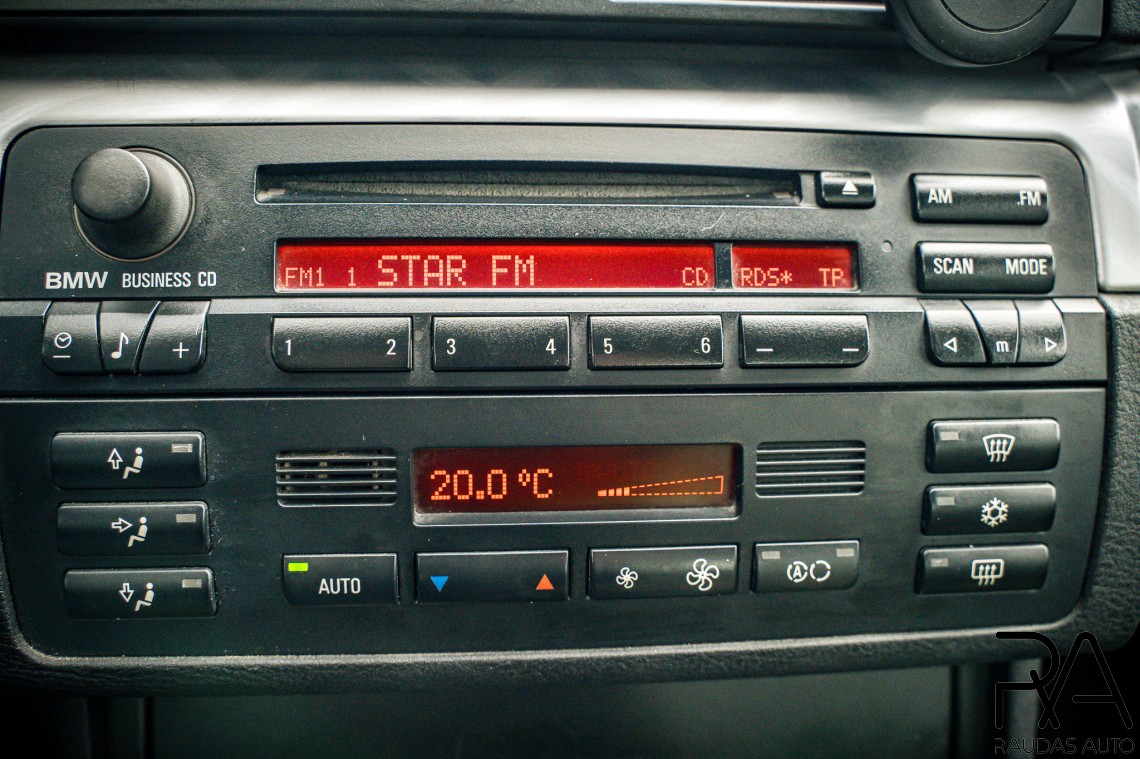 AM FM
BMW BUSINESS CD
FM1 1 STAR FM CD RDS* TP
SCAN MODE
1 2 3 4 5 6 m
20.0 ºC
AUTO
A
RA
RAUDAS AUTO